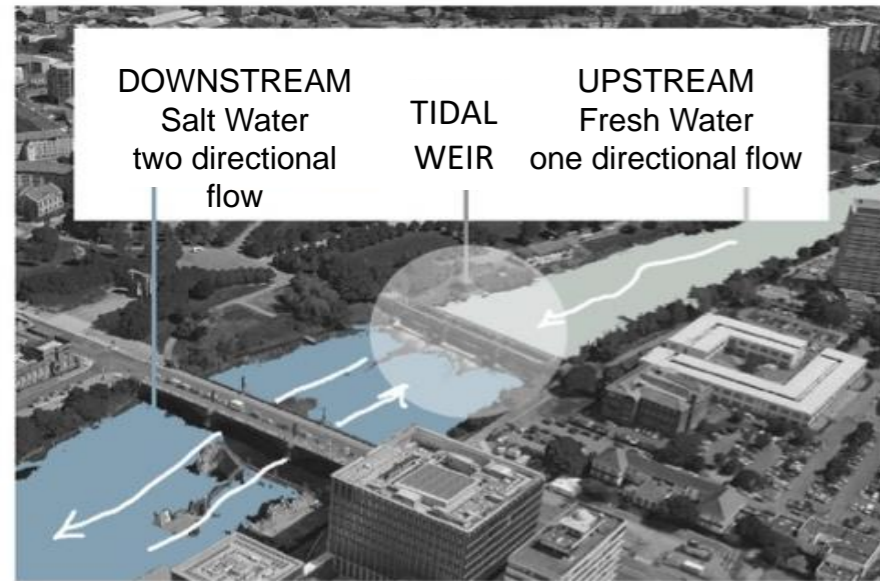 DOWNSTREAM
Salt Water
two directional
flow
TIDAL
WEIR
UPSTREAM
Fresh Water
one directional flow